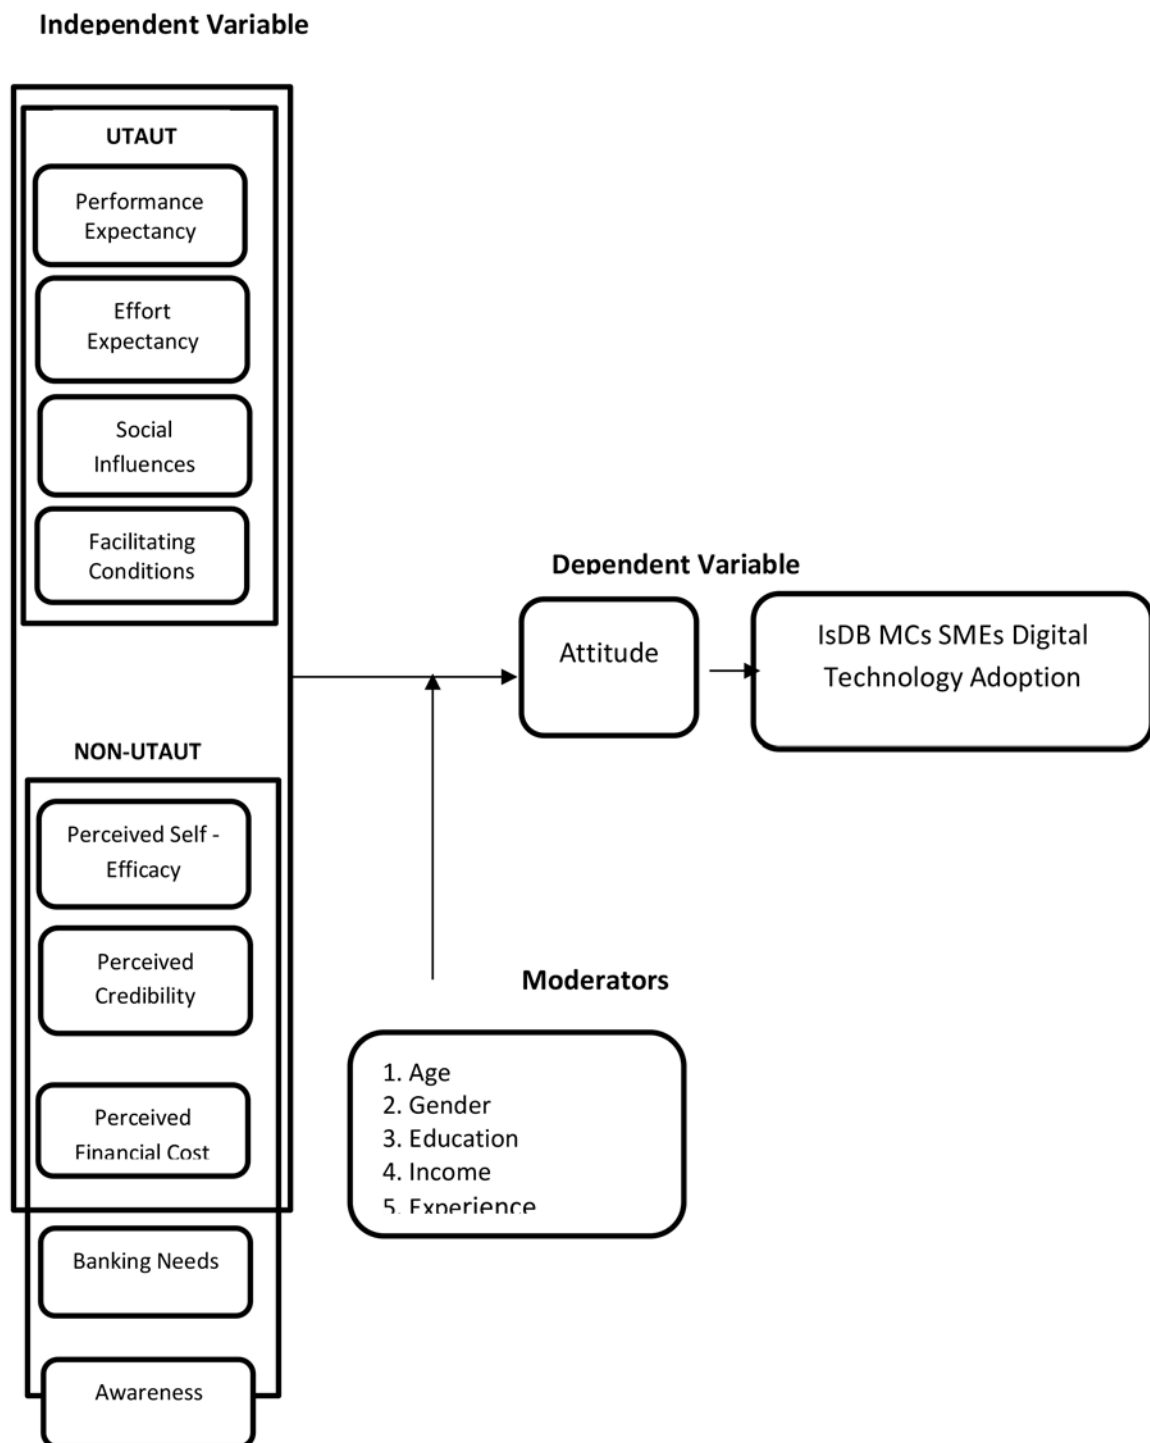 Independent Variable
UTAUT
Performance
Expectancy
Effort
Expectancy
Social
Influences
Facilitating
Conditions
NON-UTAUT
Perceived Self -
Efficacy
Perceived
Credibility
Perceived
Financial Cost
Banking Needs
Awareness
Dependent Variable
Attitude
IsDB MCs SMEs Digital
Technology Adoption
Moderators
1. Age
2. Gender
3. Education
4. Income
5. Experience